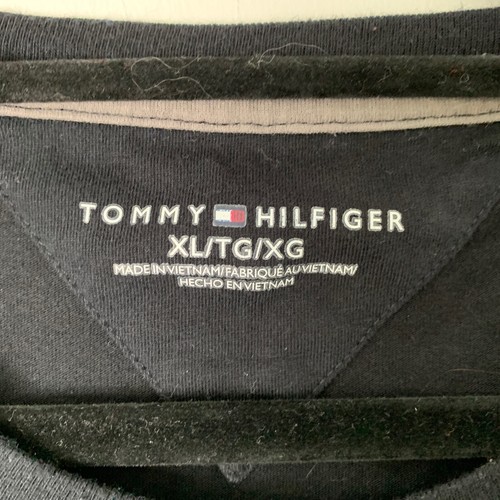 TOMMY HILFIGER
XL/TG/XG
MADE IN VIETNAM/FABRIQUÉ AU VIETNAM/
HECHO EN VIETNAM